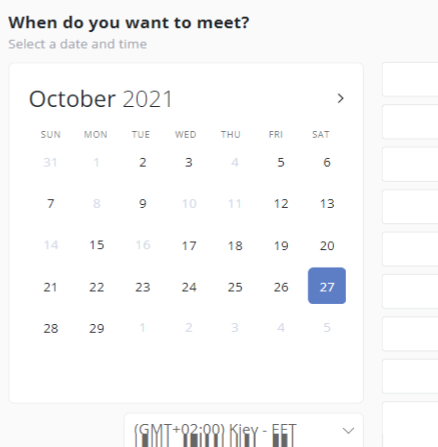 When do you want to meet?
Select a date and time
October 2021
SUN MON TUE WED THU FRI SAT
31 1 2 3 4 5 6
7 8 9 10 11 12 13
14 15 16 17 18 19 20
21 22 23 24 25 26 27
28 29 1 2 3 4 5
(GMT+02:00) Kiev - EET